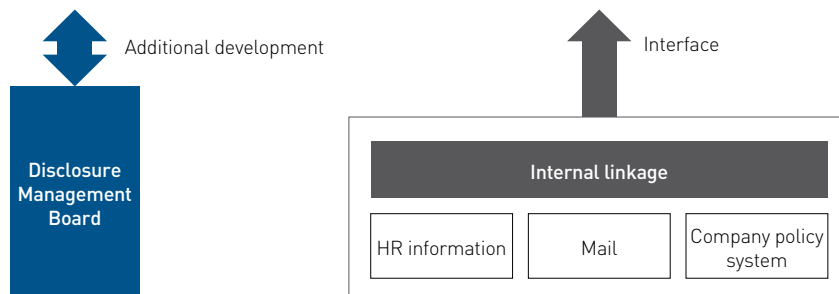 Additional development
Interface
Disclosure
Management
Board
Internal linkage
HR information
Mail
Company policy
system